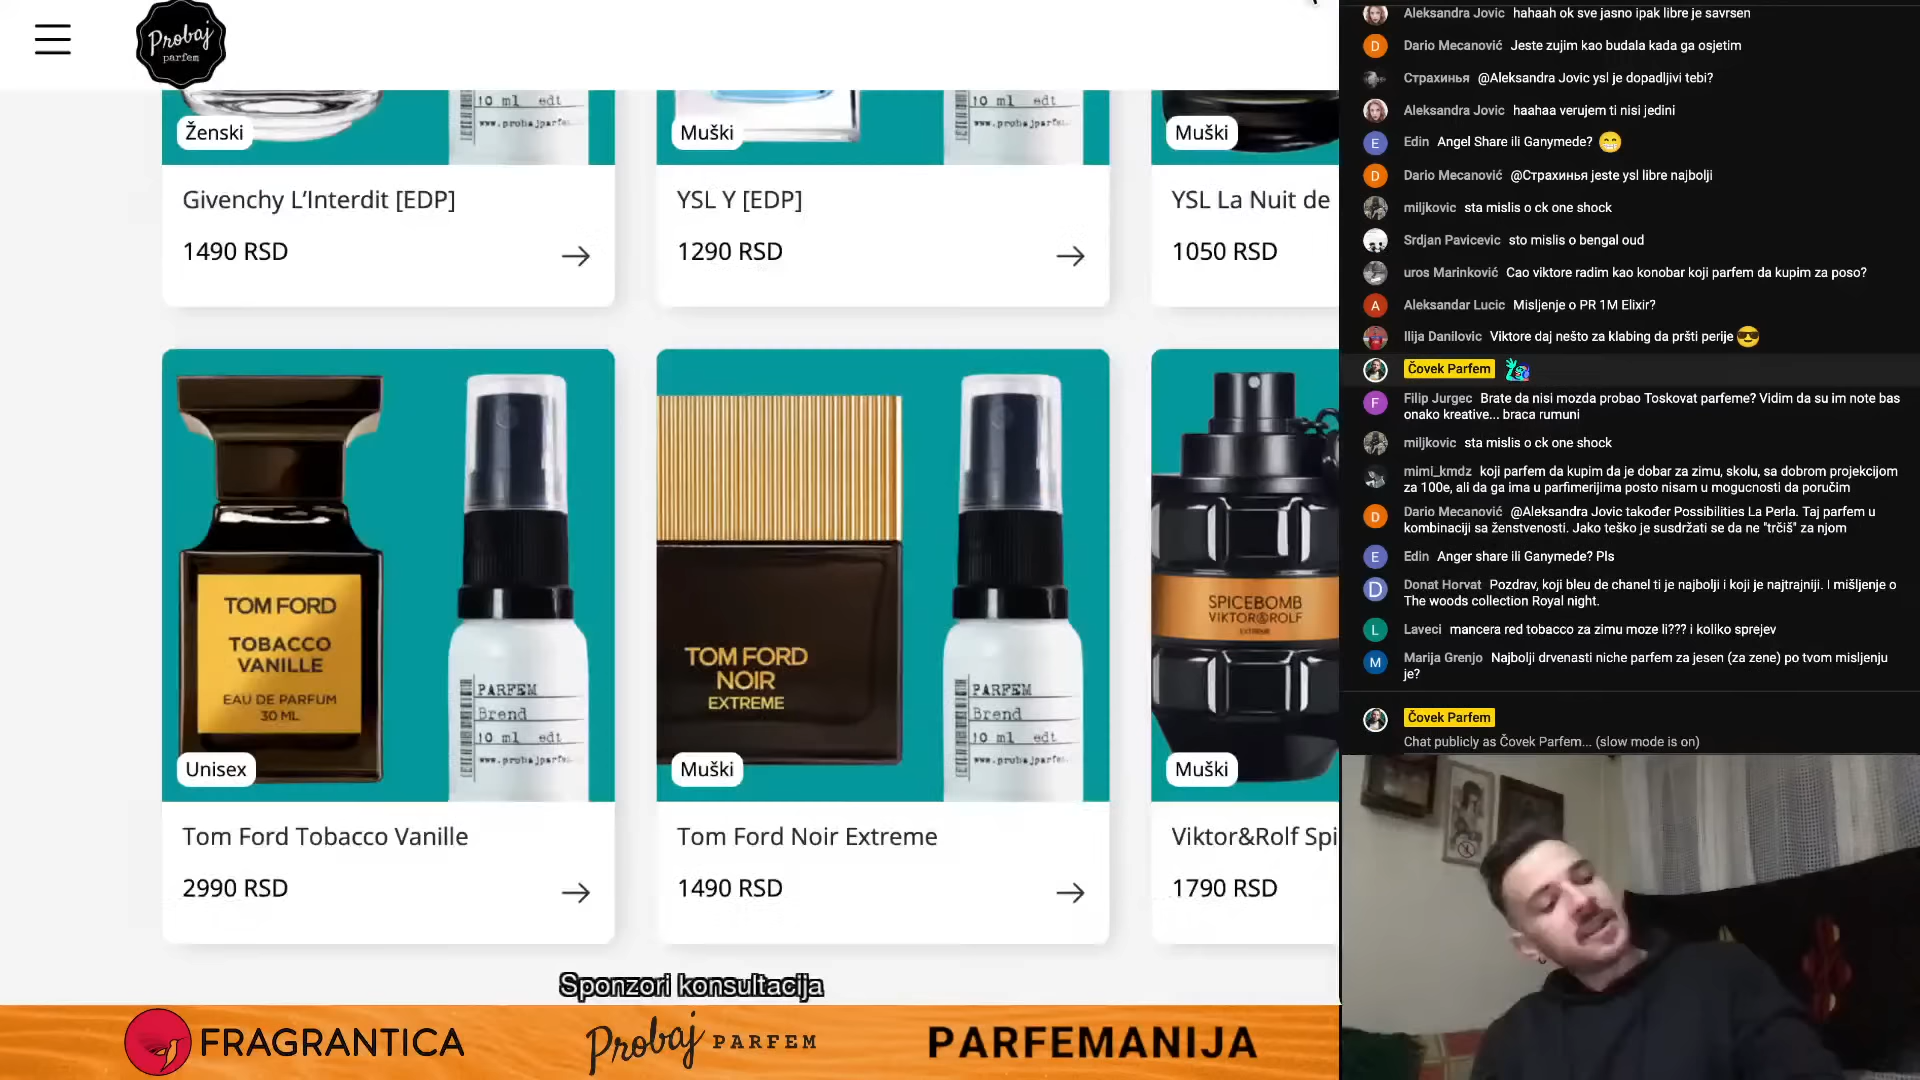 Probaj
parfem
Ženski
10 ml edt
Muški
10 ml edt
www.probajparfe
Muški
Givenchy L'Interdit [EDP]
1490 RSD
YSL Y [EDP]
1290 RSD
YSL La Nuit de
1050 RSD
TOM FORD
TOBACCO
VANILLE
EAU DE PARFUM
30 ML
PARFEM
Brend
10 ml edt
www.probajparfem
Unisex
TOM FORD
NOIR
EXTREME
PARFEM
Brend
10 ml edt
www.probajparfem
Muški
SPICEBOMB
VIKTOR&ROLF
EXTREME
Muški
Tom Ford Tobacco Vanille
2990 RSD
Tom Ford Noir Extreme
1490 RSD
Viktor&Rolf Spi
1790 RSD
Sponzori konsultacija
FRAGRANTICA
Probaj PARFEM
PARFEMANIJA
Aleksandra Jovic hahaah ok sve jasno ipak libre je savrsen
D Dario Mecanović Jeste zujim kao budala kada ga osjetim
Страхинья @Aleksandra Jovic ysl je dopadljivi tebi?
Aleksandra Jovic haahaa verujem ti nisi jedini
E Edin Angel Share ili Ganymede? 😁
D Dario Mecanović @Страхинья jeste ysl libre najbolji
miljkovic sta mislis o ck one shock
Srdjan Pavicevic sto mislis o bengal oud
uros Marinković Cao viktore radim kao konobar koji parfem da kupim za poso?
A Aleksandar Lucic Misljenje o PR 1M Elixir?
Ilija Danilovic Viktore daj nešto za klabing da pršti perije 😎
Čovek Parfem
F Filip Jurgec Brate da nisi mozda probao Toskovat parfeme? Vidim da su im note bas
onako kreative... braca rumuni
miljkovic sta mislis o ck one shock
mimi_kmdz koji parfem da kupim da je dobar za zimu, skolu, sa dobrom projekcijom
za 100e, ali da ga ima u parfimerijima posto nisam u mogucnosti da poručim
D Dario Mecanović @Aleksandra Jovic također Possibilities La Perla. Taj parfem u
kombinaciji sa ženstvenosti. Jako teško je susdržati se da ne "trčiš" za njom
E Edin Anger share ili Ganymede? Pls
D Donat Horvat Pozdrav, koji bleu de chanel ti je najbolji i koji je najtrajniji. I mišljenje o
The woods collection Royal night.
L Laveci mancera red tobacco za zimu moze li??? i koliko sprejev
M Marija Grenjo Najbolji drvenasti niche parfem za jesen (za zene) po tvom misljenju
je?
Čovek Parfem
Chat publicly as Čovek Parfem... (slow mode is on)